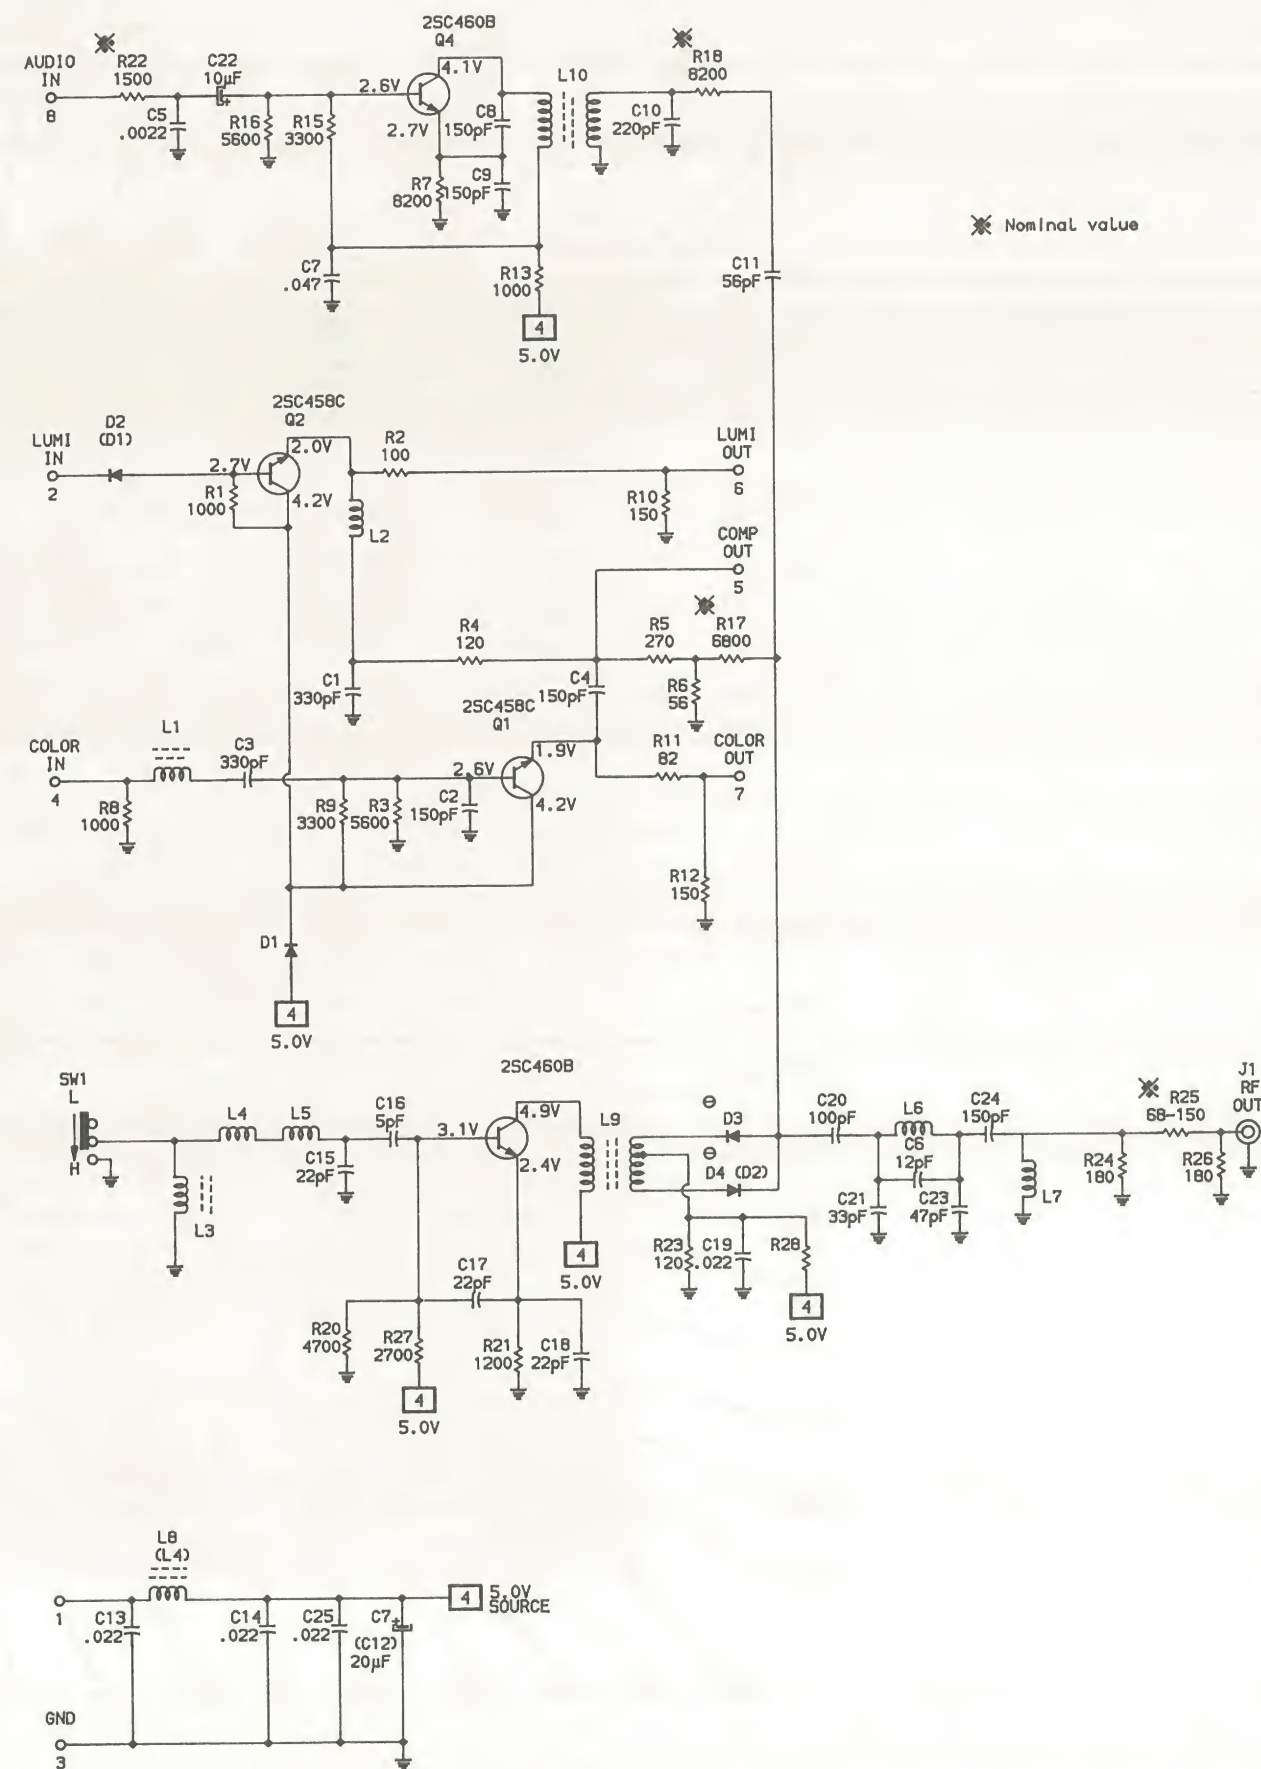 2SC460B
Q4
AUDIO
IN
8
R22
1500
C22
10µF
+
C5
.0022
R16
5600
R15
3300
2.6V
4.1V
2.7V
C8
150pF
R7
8200
C9
150pF
L10
C10
220pF
R18
8200
Nominal value
C7
.047
R13
1000
4
5.0V
C11
56pF
2SC458C
Q2
D2
(D1)
LUMI
IN
2
2.7V
2.0V
4.2V
R1
1000
R2
100
L2
LUMI
OUT
6
R10
150
COMP
OUT
5
R4
120
R5
270
R17
6800
C1
330pF
C4
150pF
R6
56
2SC458C
Q1
L1
COLOR
IN
4
C3
330pF
R8
1000
R9
3300
R3
5600
2.6V
C2
150pF
1.9V
4.2V
R11
82
COLOR
OUT
7
R12
150
D1
4
5.0V
2SC460B
SW1
L
H
L4
L5
C16
5pF
3.1V
4.9V
2.4V
L9
D3
D4 (D2)
C20
100pF
L6
C24
150pF
R25
68-150
J1
RF
OUT
C15
22pF
L3
C6
12pF
C21
33pF
C23
47pF
L7
R24
180
R26
180
C17
22pF
4
5.0V
R23
120
C19
.022
R28
4
5.0V
R20
4700
R27
2700
R21
1200
C18
22pF
4
5.0V
L8
(L4)
1
C13
.022
C14
.022
C25
.022
C7
+
(C12)
20µF
4
5.0V
SOURCE
GND
3